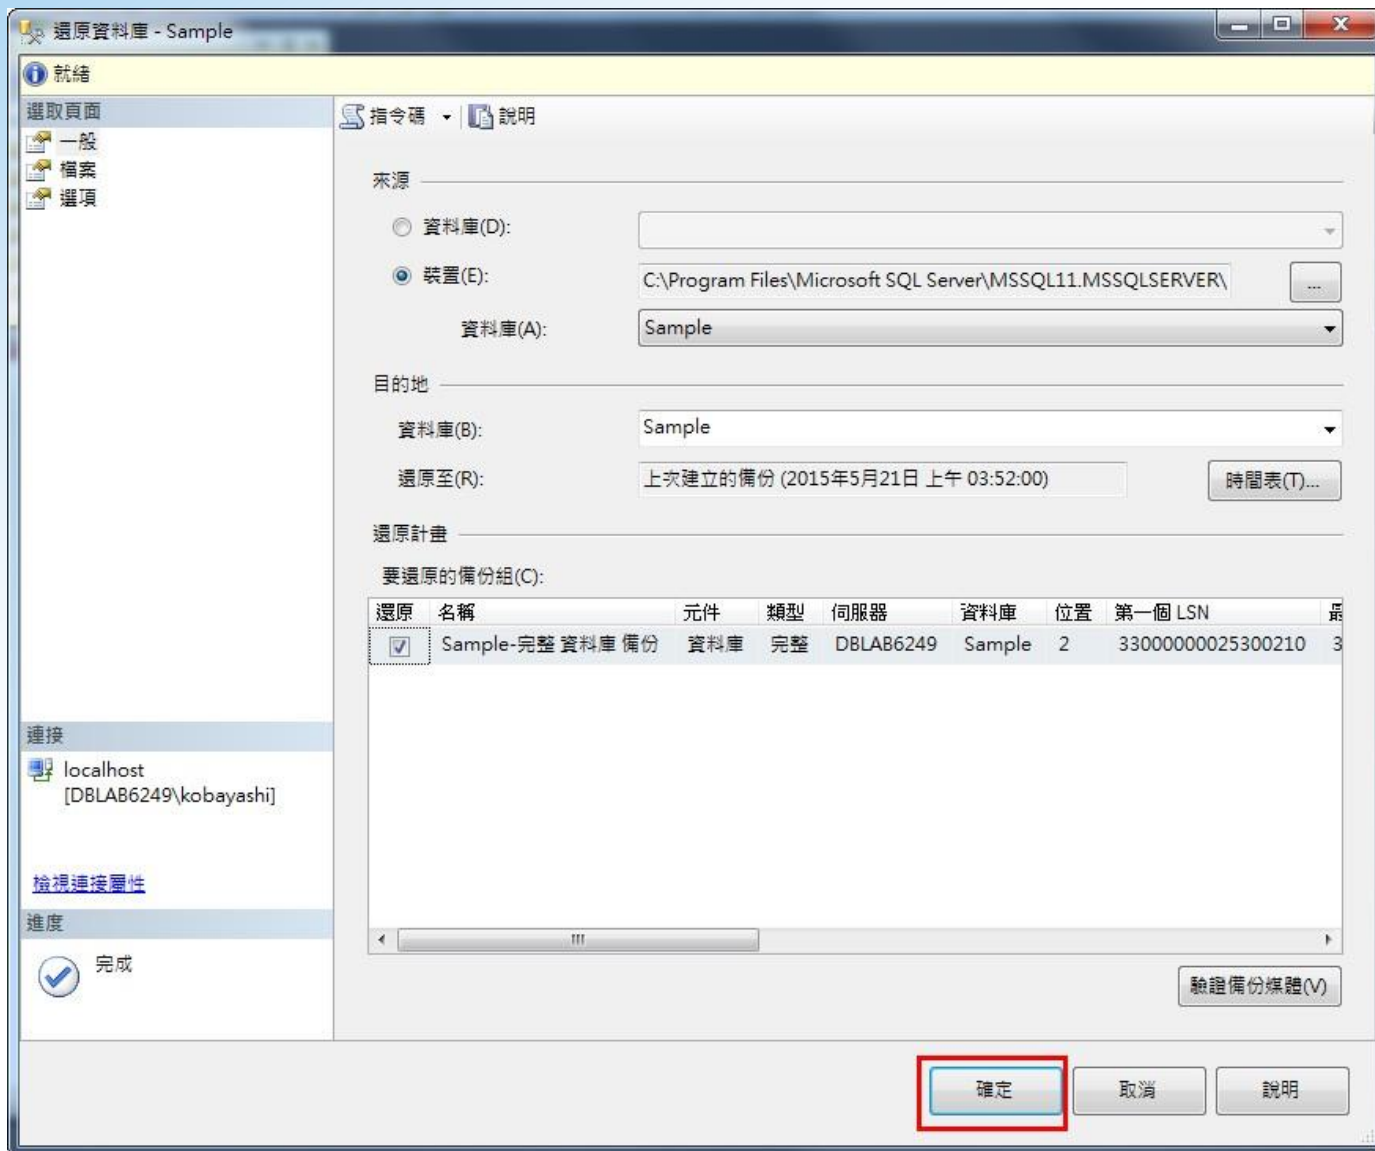 還原資料庫 - Sample
就緒
選取頁面
一般
檔案
選項
指令碼
說明
來源
資料庫(D):
裝置(E):
C:\Program Files\Microsoft SQL Server\MSSQL11.MSSQLSERVER\
...
資料庫(A):
Sample
目的地
資料庫(B):
Sample
還原至(R):
上次建立的備份 (2015年5月21日 上午 03:52:00)
時間表(T)...
還原計畫
要還原的備份組(C):
還原 名稱 元件 類型 伺服器 資料庫 位置 第一個 LSN 最
Sample-完整 資料庫 備份 資料庫 完整 DBLAB6249 Sample 2 33000000025300210 3
連接
localhost
[DBLAB6249\kobayashi]
檢視連接屬性
進度
完成
驗證備份媒體(V)
確定
取消
說明